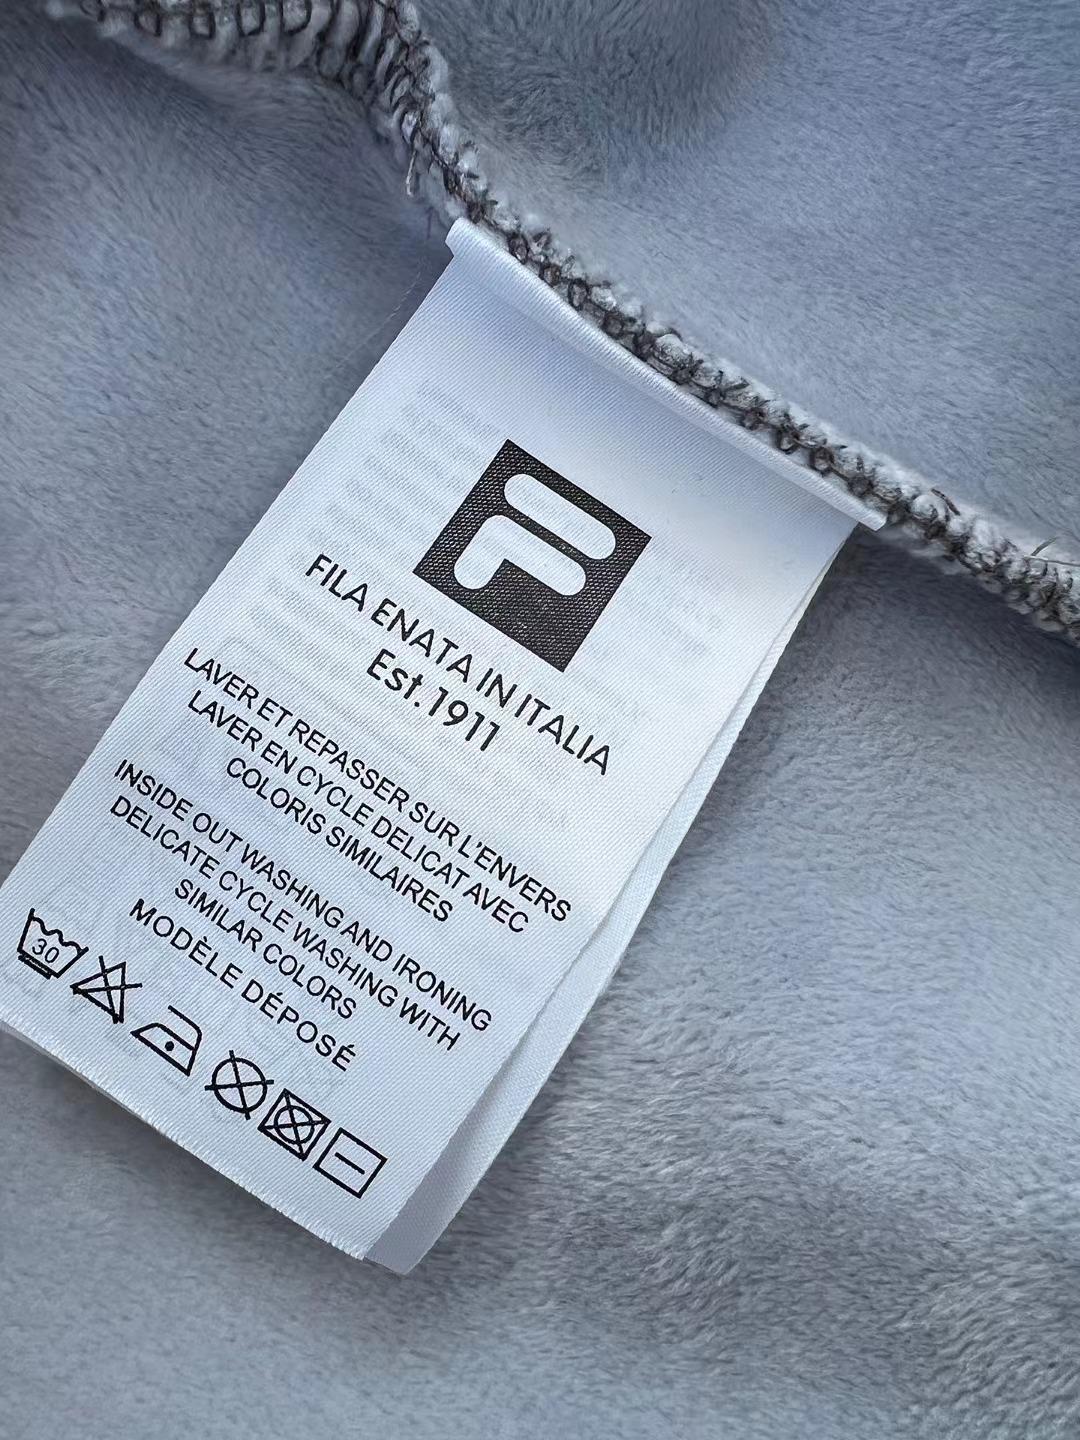 F
FILA ENATA IN ITALIA
Est.1911
LAVER ET REPASSER SUR L'ENVERS
LAVER EN CYCLE DELICAT AVEC
COLORIS SIMILAIRES
INSIDE OUT WASHING AND IRONING
DELICATE CYCLE WASHING WITH
SIMILAR COLORS
MODÈLE DÉPOSÉ
30